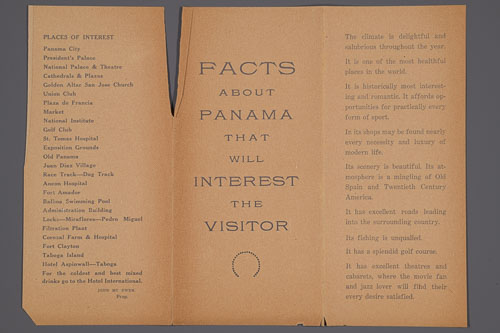 PLACES OF INTEREST
Panama City
President's Palace
National Palace & Theatre
Cathedrals & Plazas
Golden Altar San Jose Church
Union Club
Plaza de Francia
Market
National Institute
Golf Club
St. Tomas Hospital
Exposition Grounds
Old Panama
Juan Diaz Village
Race Track—Dog Track
Ancon Hospital
Fort Amador
Balboa Swimming Pool
Administration Building
Locks—Miraflores—Pedro Miguel
Filtration Plant
Corozal Farm & Hospital
Fort Clayton
Taboga Island
Hotel Aspinwall—Taboga
For the coldest and best mixed
drinks go to the Hotel International.
Prop.
FACTS
ABOUT
PANAMA
THAT
WILL
INTEREST
THE
VISITOR
The climate is delightful and
salubrious throughout the year.
It is one of the most healthful
places in the world.
It is historically most interest-
ing and romantic. It affords op-
portunities for practically every
form of sport.
In its shops may be found nearly
every necessity and luxury of
modern life.
Its scenery is beautiful. Its at-
mosphere is a mingling of Old
Spain and Twentieth Century
America.
It has excellent roads leading
into the surrounding country.
Its fishing is unqualled.
It has a splendid golf course.
It has excellent theatres and
cabarets, where the movie fan
and jazz lover will find their
every desire satisfied.